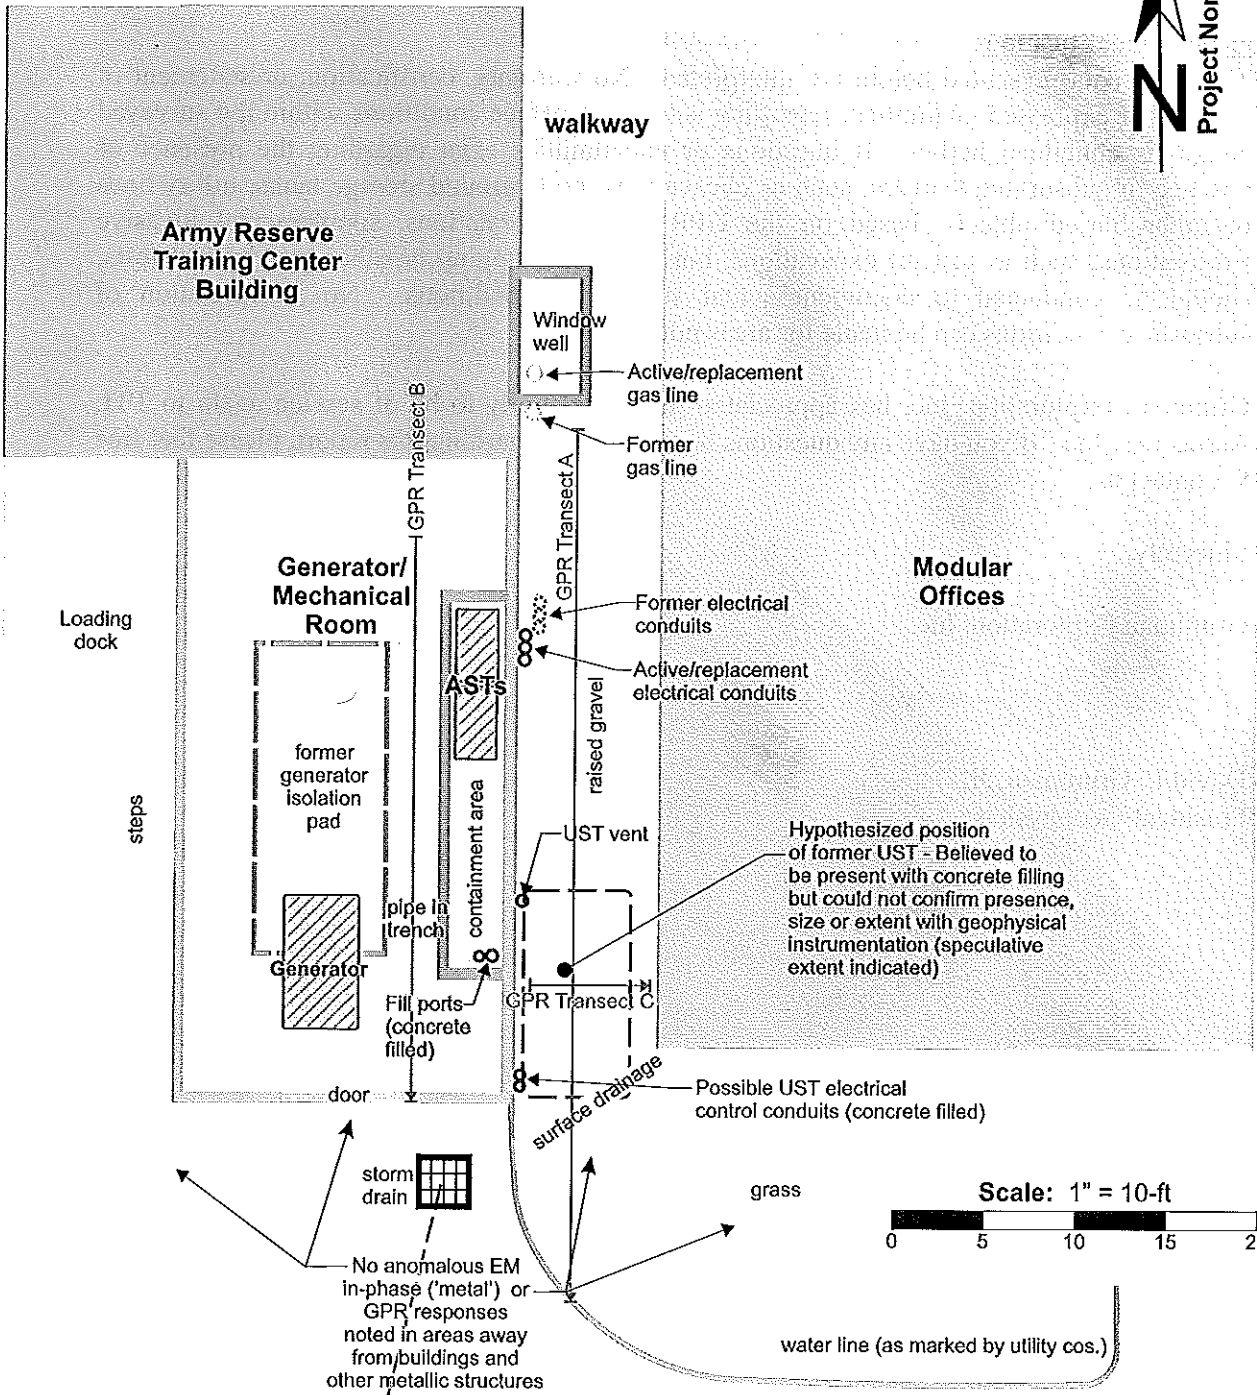 N
Project Nor
walkway
Army Reserve
Training Center
Building
Window
well
Active/replacement
gas line
Former
gas line
GPR Transect B
GPR Transect A
Generator/
Mechanical
Room
Modular
Offices
Loading
dock
Former electrical
conduits
Active/replacement
electrical conduits
ASTs
raised gravel
former
generator
isolation
pad
steps
containment area
UST vent
Hypothesized position
of former UST - Believed to
be present with concrete filling
but could not confirm presence,
size or extent with geophysical
instrumentation (speculative
extent indicated)
pipe in
trench
Generator
Fill ports
(concrete
filled)
GPR Transect C
door
surface drainage
Possible UST electrical
control conduits (concrete filled)
storm
drain
grass
Scale: 1" = 10-ft
0 5 10 15 2
No anomalous EM
in-phase ('metal') or
GPR responses
noted in areas away
from buildings and
other metallic structures
water line (as marked by utility cos.)